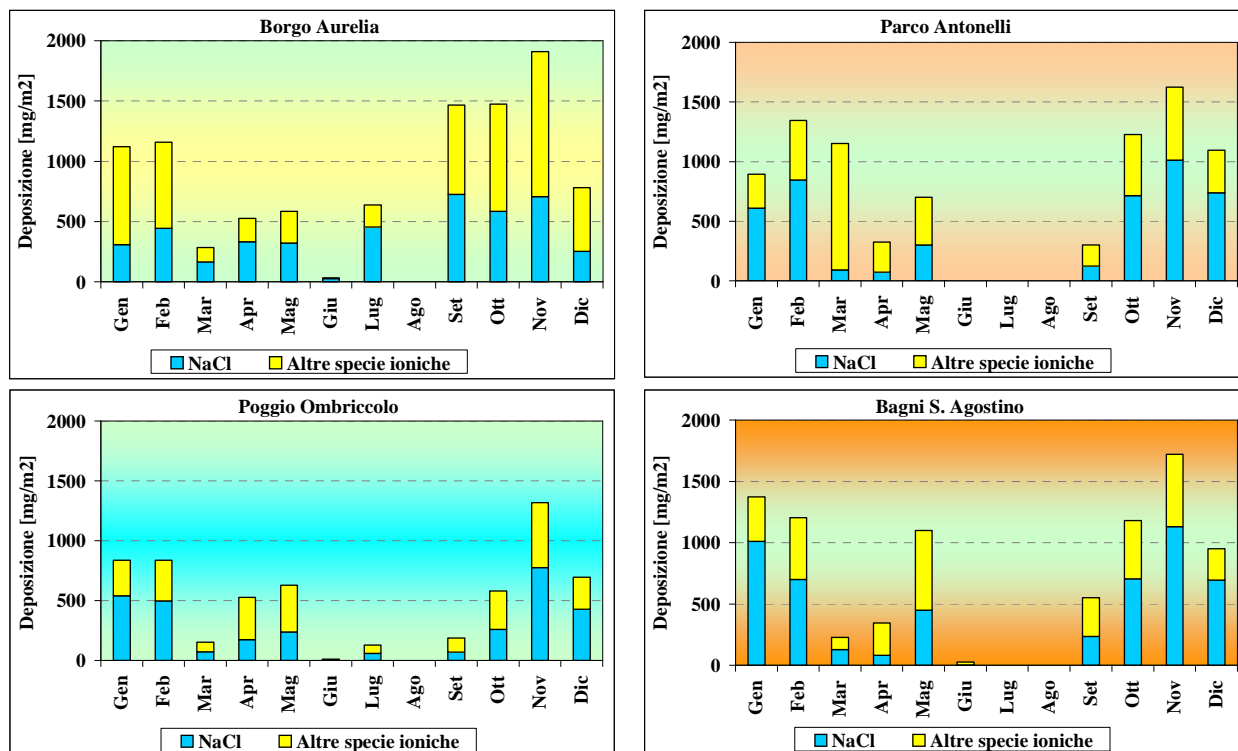 Borgo Aurelia
Deposizione [mg/m2]
2000
1500
1000
500
0
Gen Feb Mar Apr Mag Giu Lug Ago Set Ott Nov Dic
NaCl Altre specie ioniche
Parco Antonelli
Deposizione [mg/m2]
2000
1500
1000
500
0
Gen Feb Mar Apr Mag Giu Lug Ago Set Ott Nov Dic
NaCl Altre specie ioniche
Poggio Ombriccolo
Deposizione [mg/m2]
2000
1500
1000
500
0
Gen Feb Mar Apr Mag Giu Lug Ago Set Ott Nov Dic
NaCl Altre specie ioniche
Bagni S. Agostino
Deposizione [mg/m2]
2000
1500
1000
500
0
Gen Feb Mar Apr Mag Giu Lug Ago Set Ott Nov Dic
NaCl Altre specie ioniche